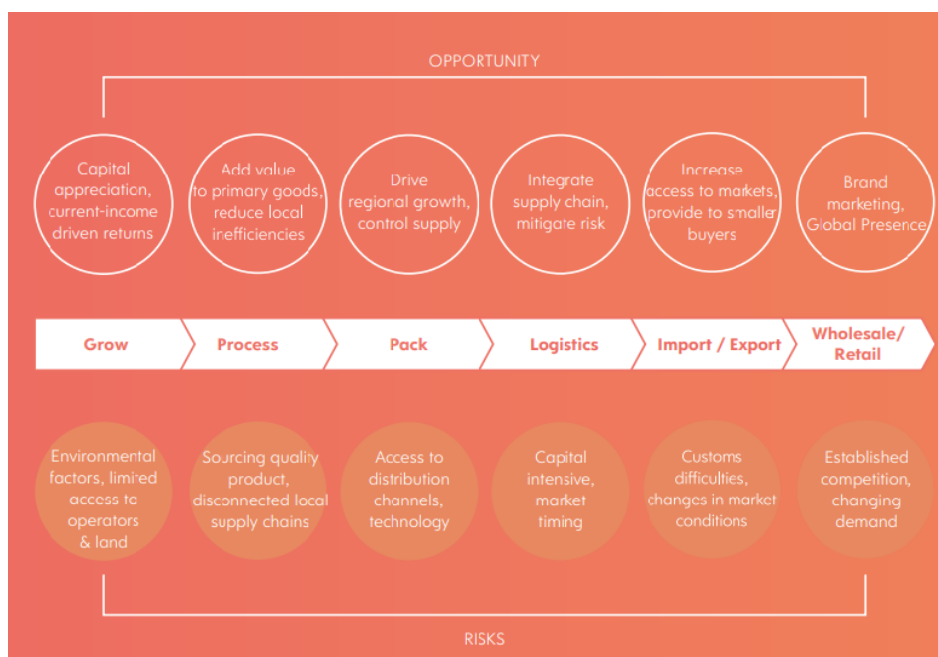 OPPORTUNITY
Capital
appreciation,
current-income
driven returns
Add value
to primary goods,
reduce local
inefficiencies
Drive
regional growth,
control supply
Integrate
supply chain,
mitigate risk
Increase
access to markets,
provide to smaller
buyers
Brand
marketing,
Global Presence
Grow
Process
Pack
Logistics
Import / Export
Wholesale/
Retail
Environmental
factors, limited
access to
operators
& land
Sourcing quality
product,
disconnected local
supply chains
Access to
distribution
channels,
technology
Capital
intensive,
market
timing
Customs
difficulties,
changes in market
conditions
Established
competition,
changing
demand
RISKS